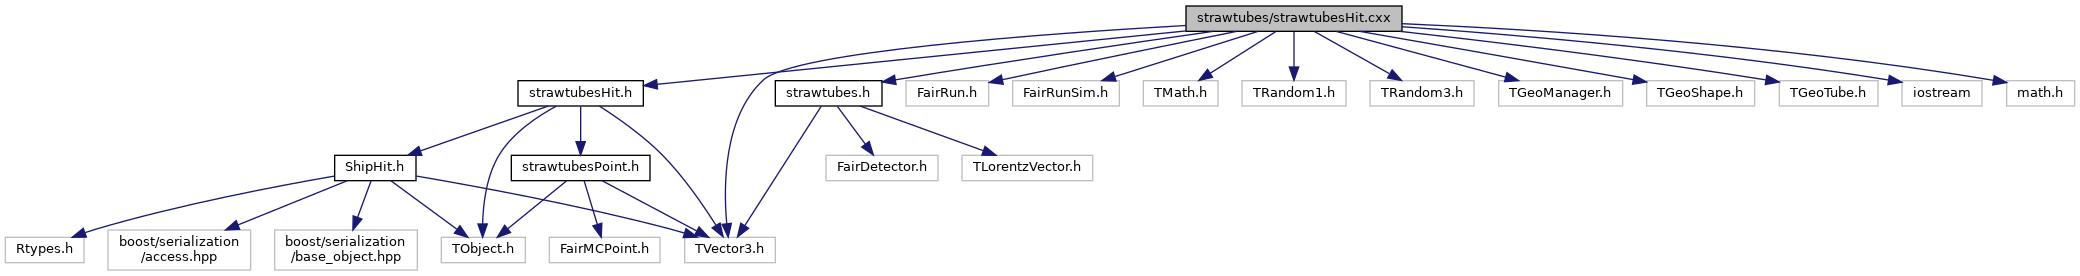 strawtubes/strawtubesHit.cxx
strawtubesHit.h
strawtubes.h
FairRun.h
FairRunSim.h
TMath.h
TRandom1.h
TRandom3.h
TGeoManager.h
TGeoShape.h
TGeoTube.h
iostream
math.h
ShipHit.h
strawtubesPoint.h
FairDetector.h
TLorentzVector.h
Rtypes.h
boost/serialization
/access.hpp
boost/serialization
/base_object.hpp
TObject.h
FairMCPoint.h
TVector3.h